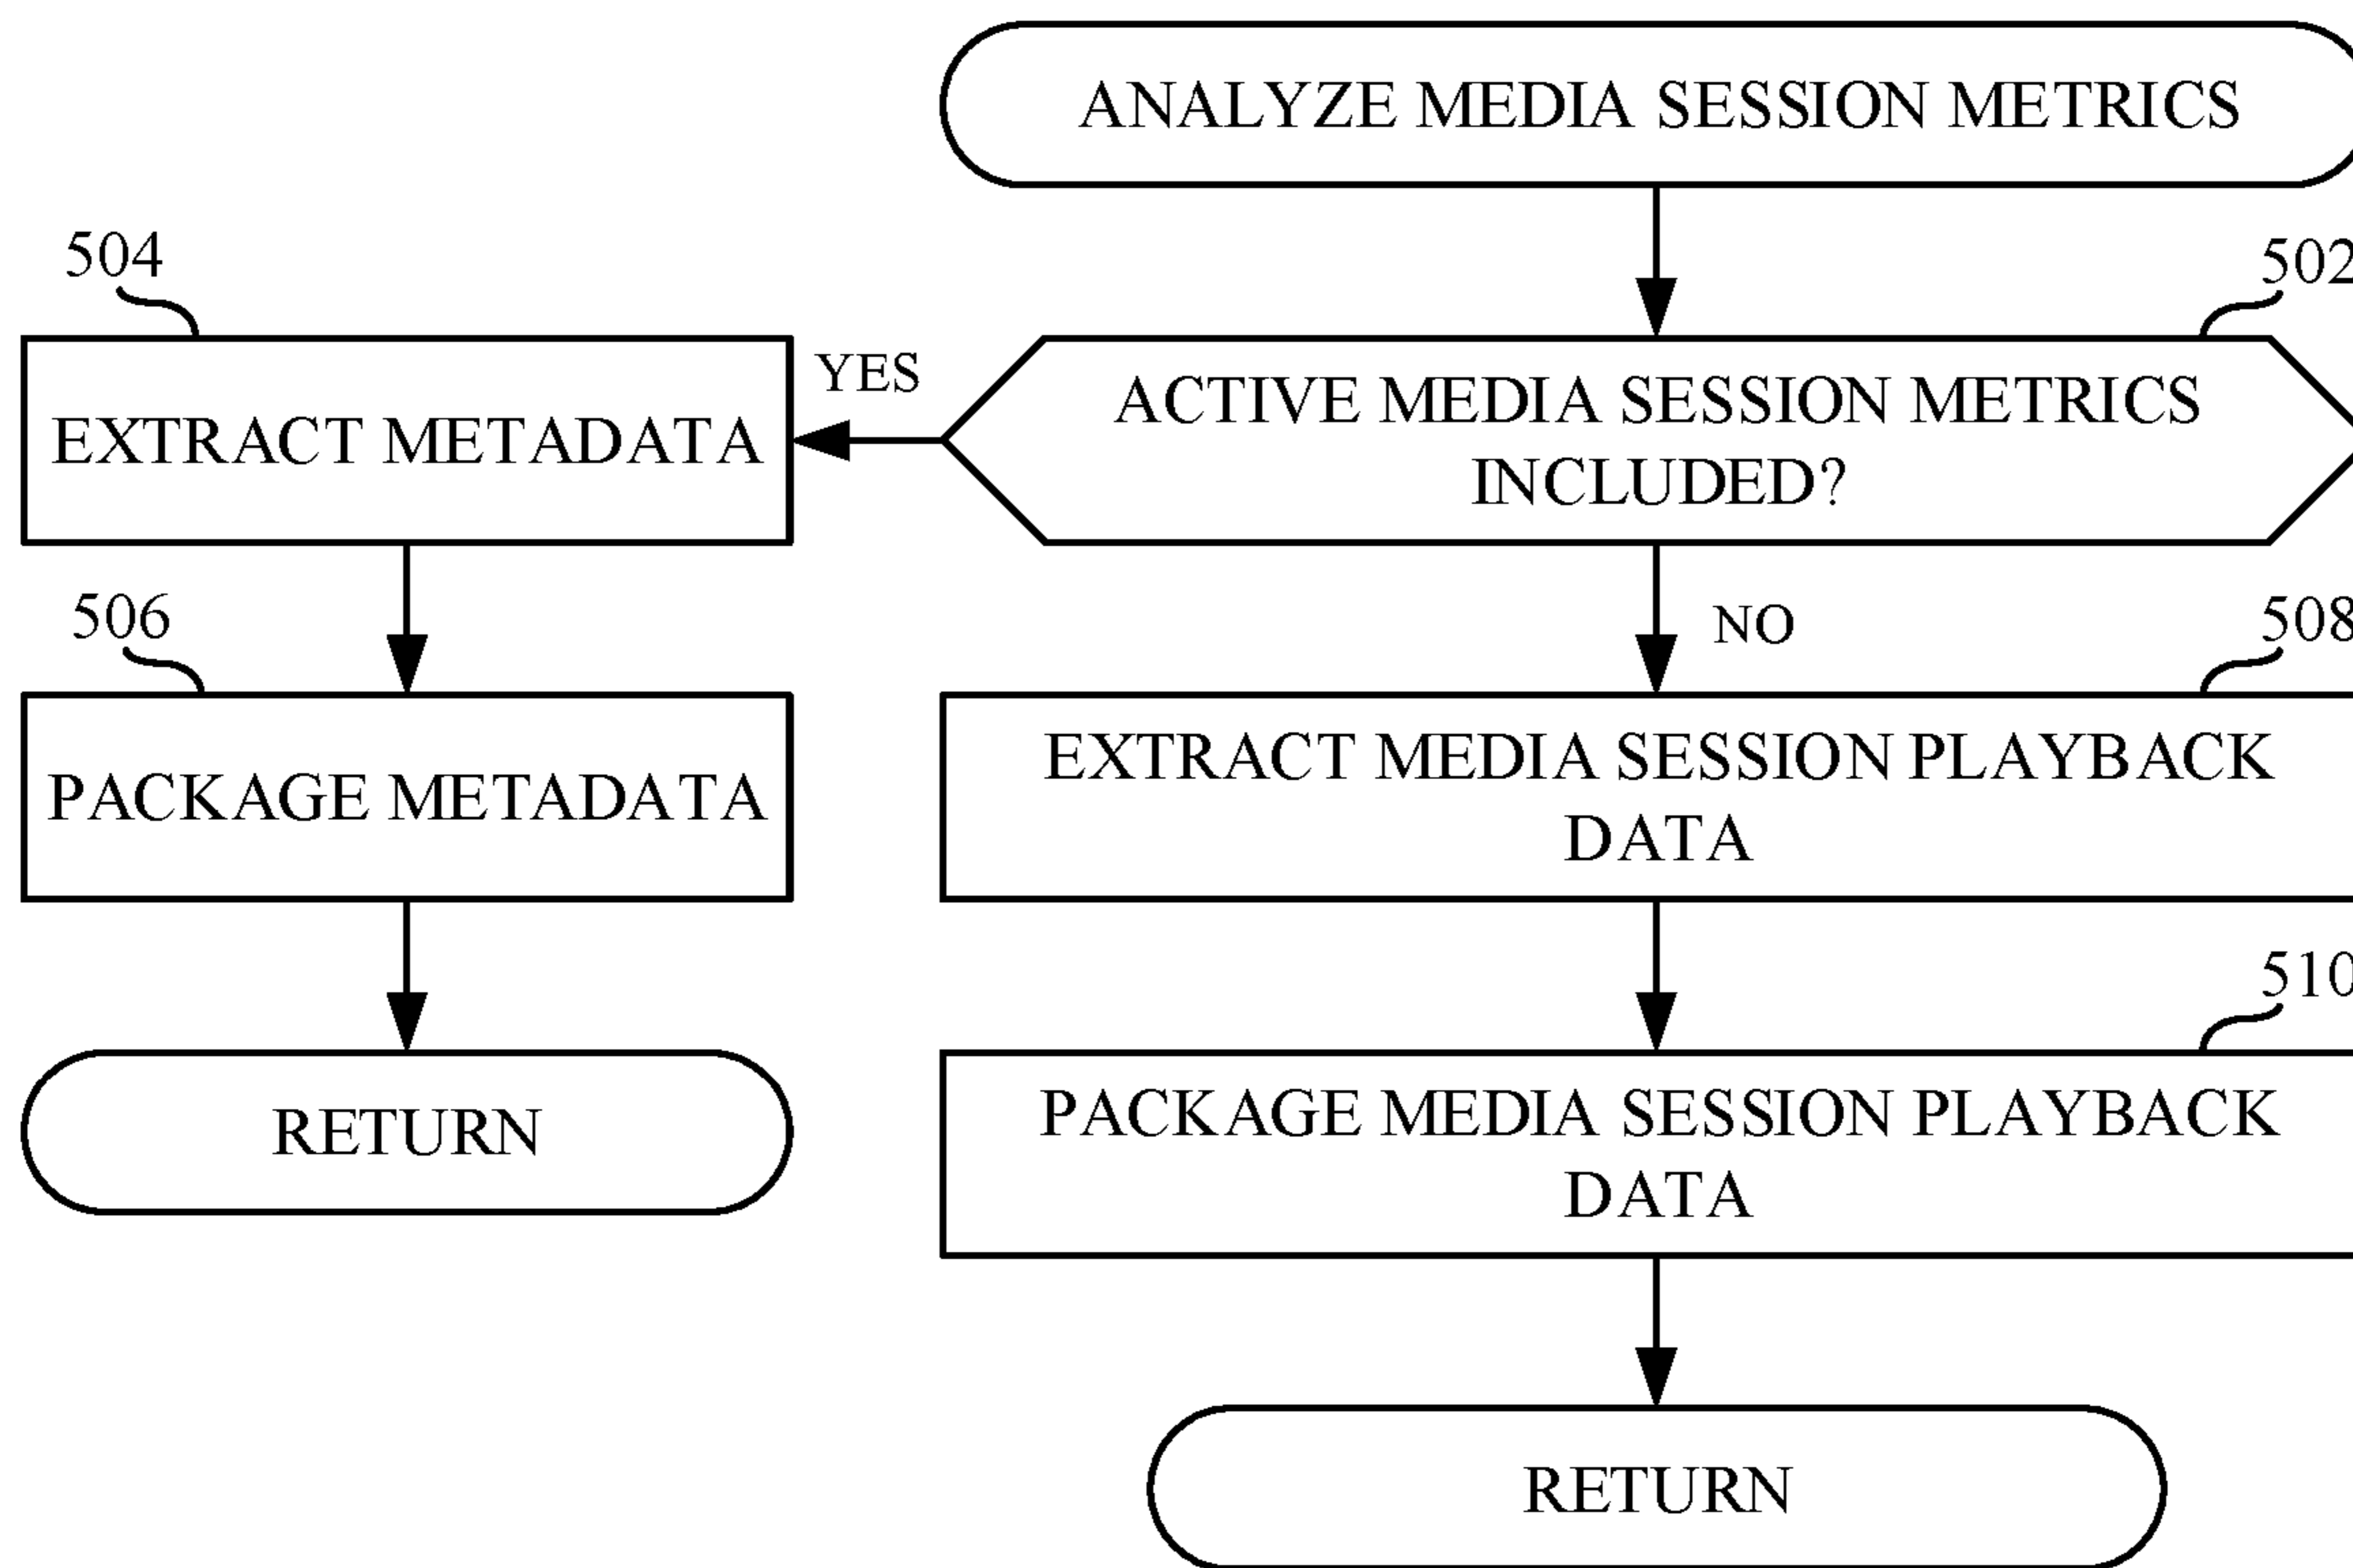 ANALYZE MEDIA SESSION METRICS
504
502
YES
ACTIVE MEDIA SESSION METRICS
INCLUDED?
EXTRACT METADATA
506
NO
508
PACKAGE METADATA
EXTRACT MEDIA SESSION PLAYBACK
DATA
510
RETURN
PACKAGE MEDIA SESSION PLAYBACK
DATA
RETURN